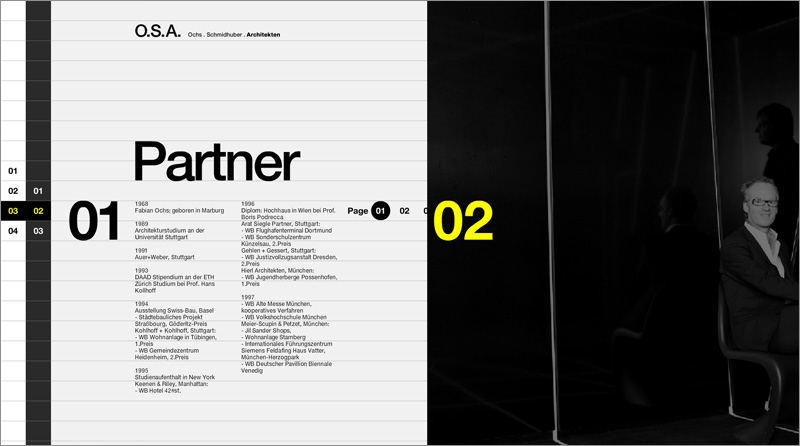 O.S.A. Ochs . Schmidhuber . Architekten
Partner
01
02 01
03 02
04 03
01
1968
Fabian Ochs; geboren in Marburg
1989
Architekturstudium an der
Universität Stuttgart
1991
Auer+Weber, Stuttgart
1993
DAAD Stipendium an der ETH
Zürich Studium bei Prof. Hans
Kollhoff
1994
Ausstellung Swiss-Bau, Basel
- Städtebauliches Projekt
Straßbourg, Göderitz-Preis
Kohlhoff + Kohlhoff, Stuttgart:
- WB Wohnanlage in Tübingen,
1.Preis
- WB Gemeindezentrum
Heidenheim, 2.Preis
1995
Studienaufenthalt in New York
Keenen & Riley, Manhattan:
- WB Hotel 42#st.
1996
Diplom: Hochhaus in Wien bei Prof.
Boris Podrecca
Arat Siegle Partner, Stuttgart:
- WB Flughafenterminal Dortmund
- WB Sonderschulzentrum
Künzelsau, 2.Preis
Gehlen + Gessert, Stuttgart:
- WB Justizvollzugsanstalt Dresden,
2.Preis
Hierl Architekten, München:
- WB Jugendherberge Possenhofen,
1.Preis
1997
- WB Alte Messe München,
kooperatives Verfahren
- WB Volkshochschule München
Meier-Scupin & Petzet, München:
- Jil Sander Shops,
- Wohnanlage Starnberg
- Internationales Führungszentrum
Siemens Feldafing Haus Vatter,
München-Herzogpark
- WB Deutscher Pavillion Biennale
Venedig
Page 01 02
02